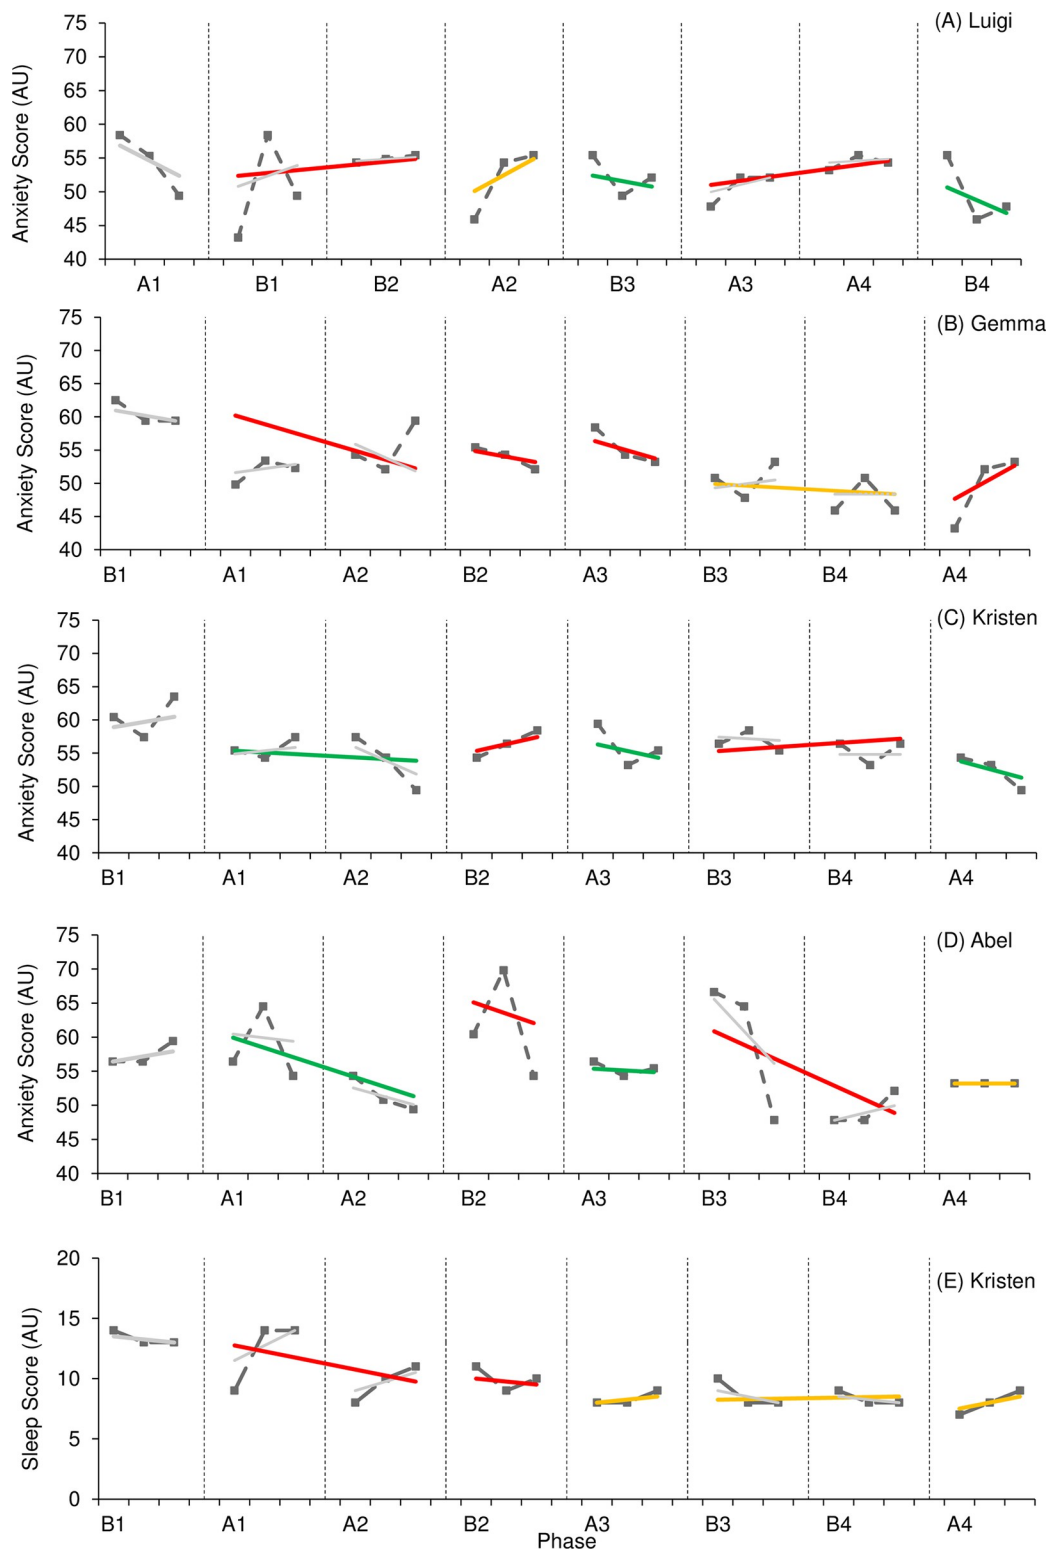 (A) Luigi
Anxiety Score (AU)
75
70
65
60
55
50
45
40
A1 B1 B2 A2 B3 A3 A4 B4
(B) Gemma
Anxiety Score (AU)
75
70
65
60
55
50
45
40
B1 A1 A2 B2 A3 B3 B4 A4
(C) Kristen
Anxiety Score (AU)
75
70
65
60
55
50
45
40
B1 A1 A2 B2 A3 B3 B4 A4
(D) Abel
Anxiety Score (AU)
75
70
65
60
55
50
45
40
B1 A1 A2 B2 A3 B3 B4 A4
(E) Kristen
Sleep Score (AU)
20
15
10
5
0
B1 A1 A2 B2 A3 B3 B4 A4
Phase